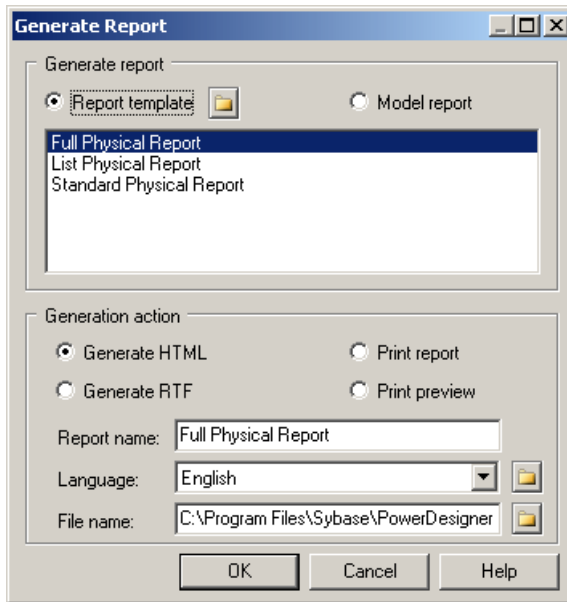 Generate Report
Generate report
Report template
Model report
Full Physical Report
List Physical Report
Standard Physical Report
Generation action
Generate HTML
Print report
Generate RTF
Print preview
Report name: Full Physical Report
Language: English
File name: C:\Program Files\Sybase\PowerDesigner
OK Cancel Help